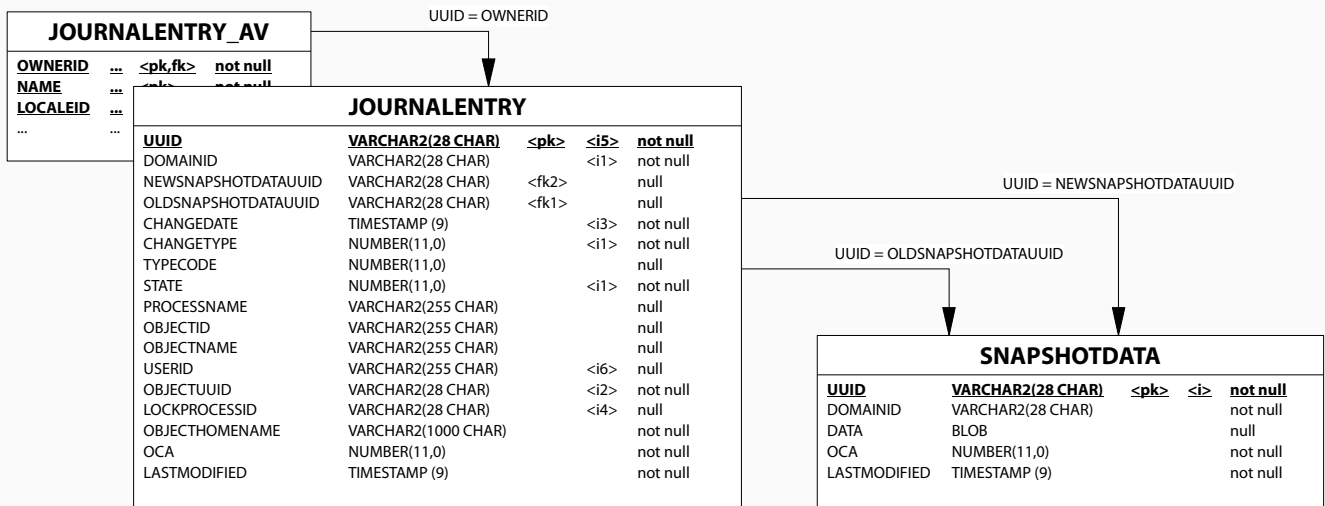 UUID = OWNERID
JOURNALENTRY_AV
OWNERID ... <pk,fk> not null
NAME ... <pk> not null
LOCALEID ...
... ...
JOURNALENTRY
UUID VARCHAR2(28 CHAR) <pk> <i5> not null
DOMAINID VARCHAR2(28 CHAR) <i1> not null
NEWSNAPSHOTDATAUUID VARCHAR2(28 CHAR) <fk2> null
OLDSNAPSHOTDATAUUID VARCHAR2(28 CHAR) <fk1> null
CHANGEDATE TIMESTAMP (9) <i3> not null
CHANGETYPE NUMBER(11,0) <i1> not null
TYPECODE NUMBER(11,0) null
STATE NUMBER(11,0) <i1> not null
PROCESSNAME VARCHAR2(255 CHAR) null
OBJECTID VARCHAR2(255 CHAR) null
OBJECTNAME VARCHAR2(255 CHAR) null
USERID VARCHAR2(255 CHAR) <i6> null
OBJECTUUID VARCHAR2(28 CHAR) <i2> not null
LOCKPROCESSID VARCHAR2(28 CHAR) <i4> null
OBJECTHOMENAME VARCHAR2(1000 CHAR) not null
OCA NUMBER(11,0) not null
LASTMODIFIED TIMESTAMP (9) not null
UUID = NEWSNAPSHOTDATAUUID
UUID = OLDSNAPSHOTDATAUUID
SNAPSHOTDATA
UUID VARCHAR2(28 CHAR) <pk> <i> not null
DOMAINID VARCHAR2(28 CHAR) not null
DATA BLOB null
OCA NUMBER(11,0) not null
LASTMODIFIED TIMESTAMP (9) not null